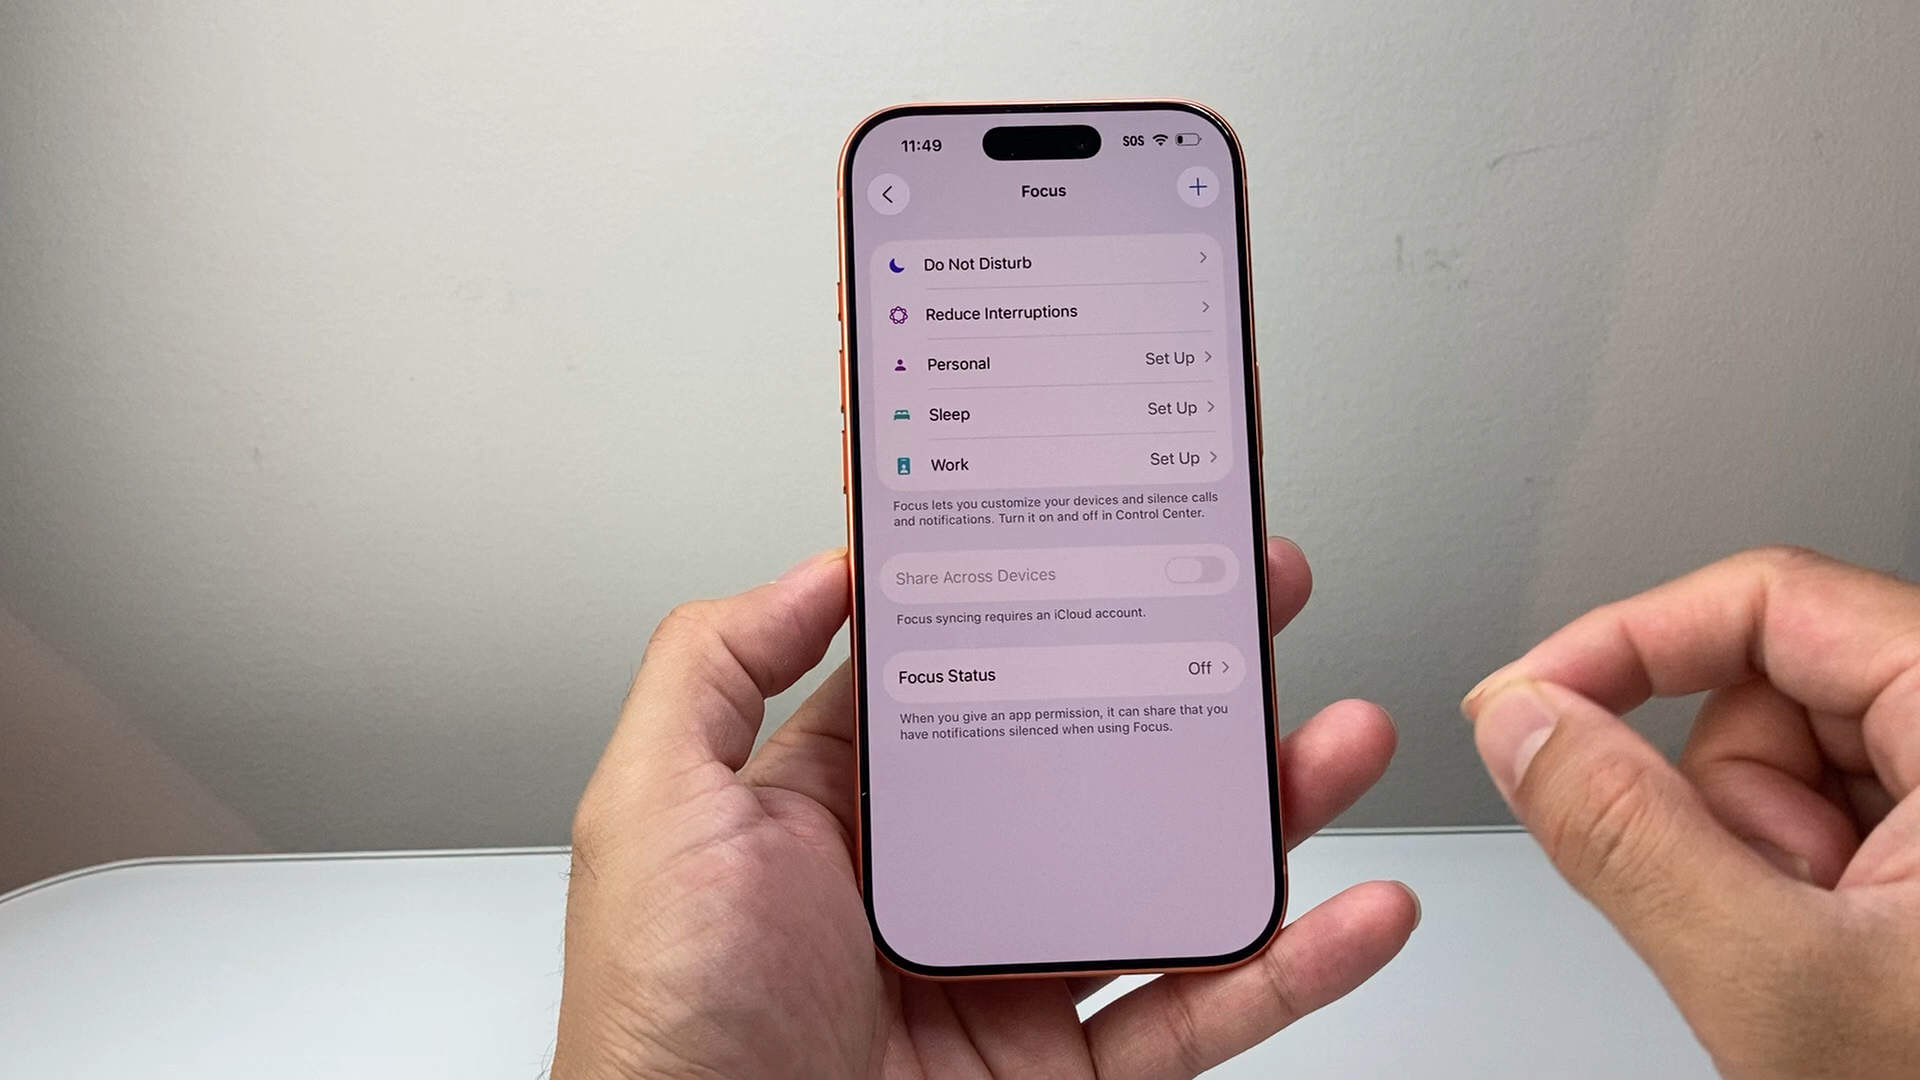 11:49
SOS
Focus
Do Not Disturb
Reduce Interruptions
Personal Set Up
Sleep Set Up
Work Set Up
Focus lets you customize your devices and silence calls
and notifications. Turn it on and off in Control Center.
Share Across Devices
Focus syncing requires an iCloud account.
Focus Status Off
When you give an app permission, it can share that you
have notifications silenced when using Focus.